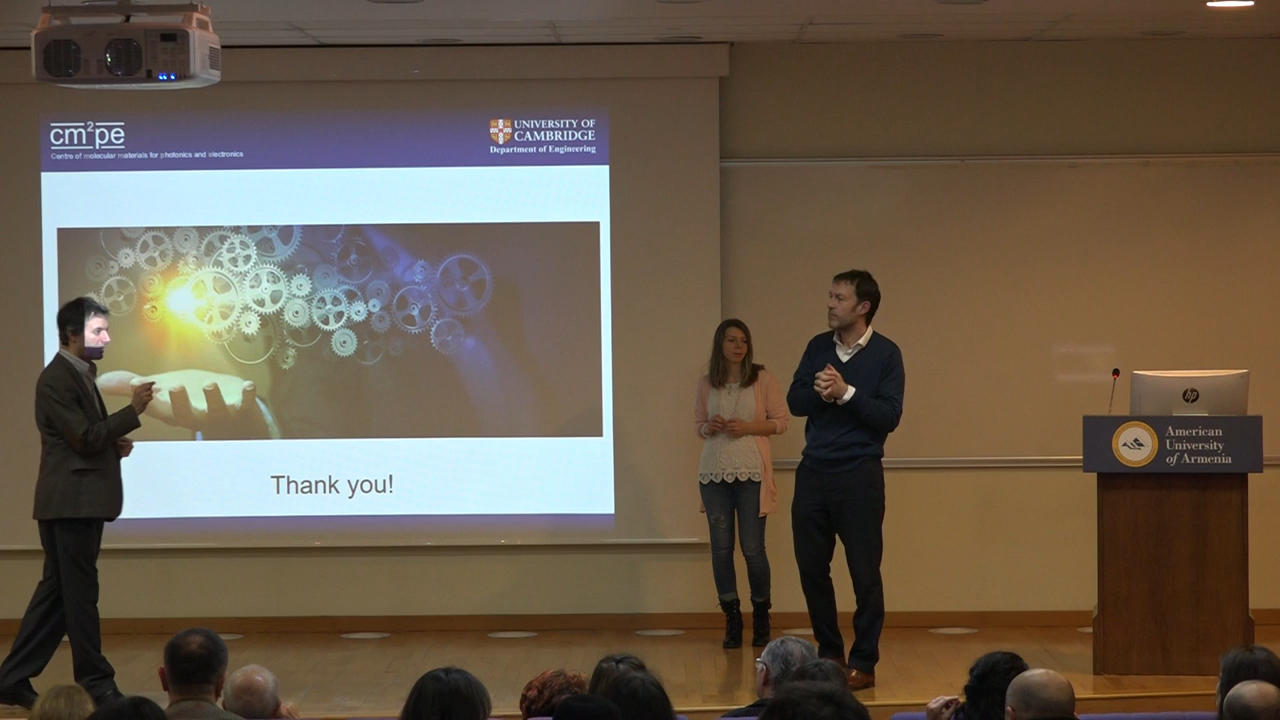 cm²pe
Centre of molecular materials for photonics and electronics
UNIVERSITY OF
CAMBRIDGE
Department of Engineering
Thank you!
hp
American
University
of Armenia